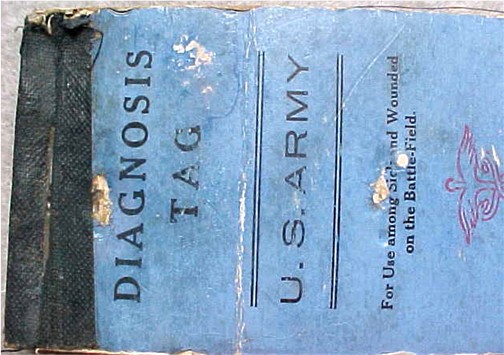 DIAGNOSIS
TAG
U.S. ARMY
For Use among Sick and Wounded
on the Battle-Field.